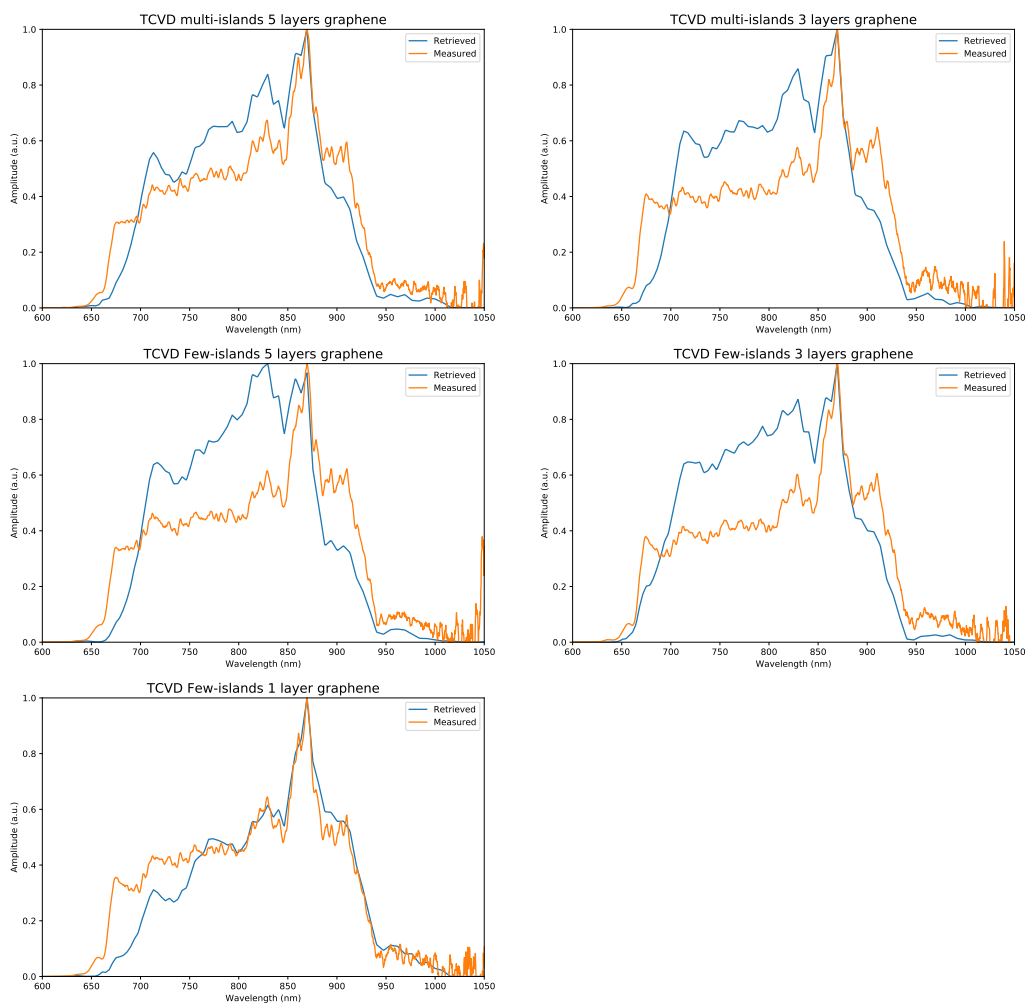 TCVD multi-islands 5 layers graphene
Retrieved
Measured
Amplitude (a.u.)
1.0
0.8
0.6
0.4
0.2
0.0
600 650 700 750 800 850 900 950 1000 1050
Wavelength (nm)
TCVD multi-islands 3 layers graphene
Retrieved
Measured
Amplitude (a.u.)
1.0
0.8
0.6
0.4
0.2
0.0
600 650 700 750 800 850 900 950 1000 1050
Wavelength (nm)
TCVD Few-islands 5 layers graphene
Retrieved
Measured
Amplitude (a.u.)
1.0
0.8
0.6
0.4
0.2
0.0
600 650 700 750 800 850 900 950 1000 1050
Wavelength (nm)
TCVD Few-islands 3 layers graphene
Retrieved
Measured
Amplitude (a.u.)
1.0
0.8
0.6
0.4
0.2
0.0
600 650 700 750 800 850 900 950 1000 1050
Wavelength (nm)
TCVD Few-islands 1 layer graphene
Retrieved
Measured
Amplitude (a.u.)
1.0
0.8
0.6
0.4
0.2
0.0
600 650 700 750 800 850 900 950 1000 1050
Wavelength (nm)